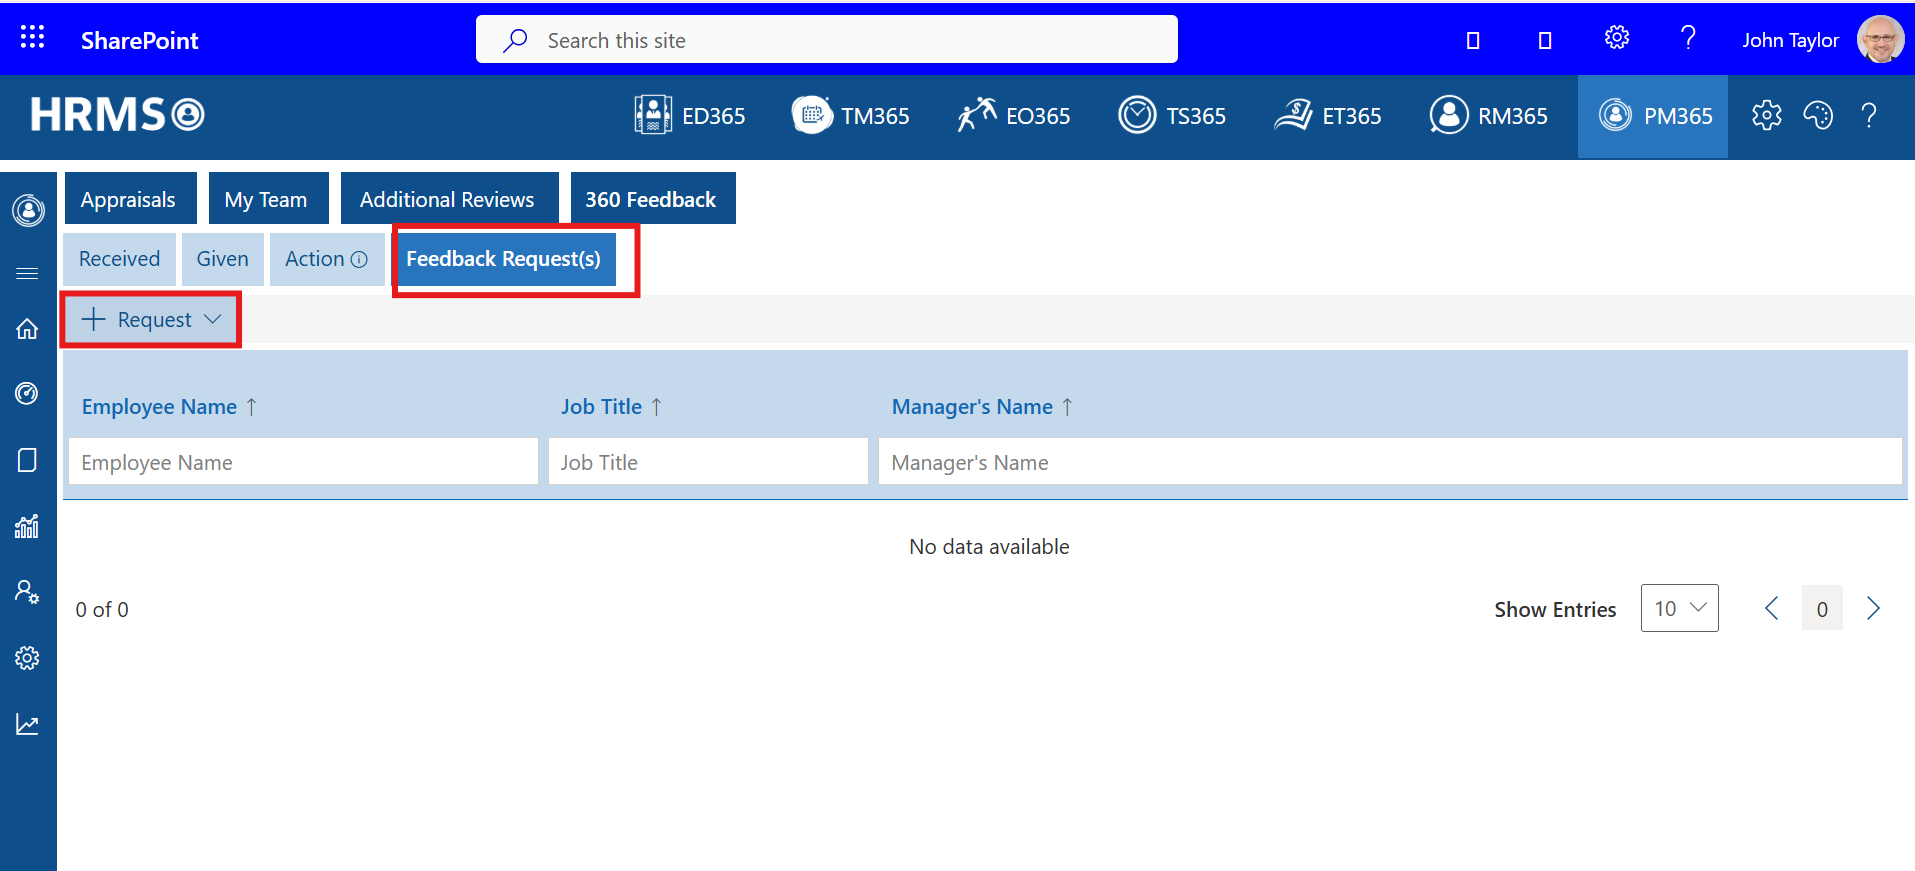 SharePoint
Search this site
John Taylor
HRMS
ED365
TM365
EO365
TS365
ET365
RM365
PM365
Appraisals
My Team
Additional Reviews
360 Feedback
Received
Given
Action
Feedback Request(s)
Request
Employee Name ↑
Job Title ↑
Manager's Name ↑
Employee Name
Job Title
Manager's Name
No data available
0 of 0
Show Entries
10
0